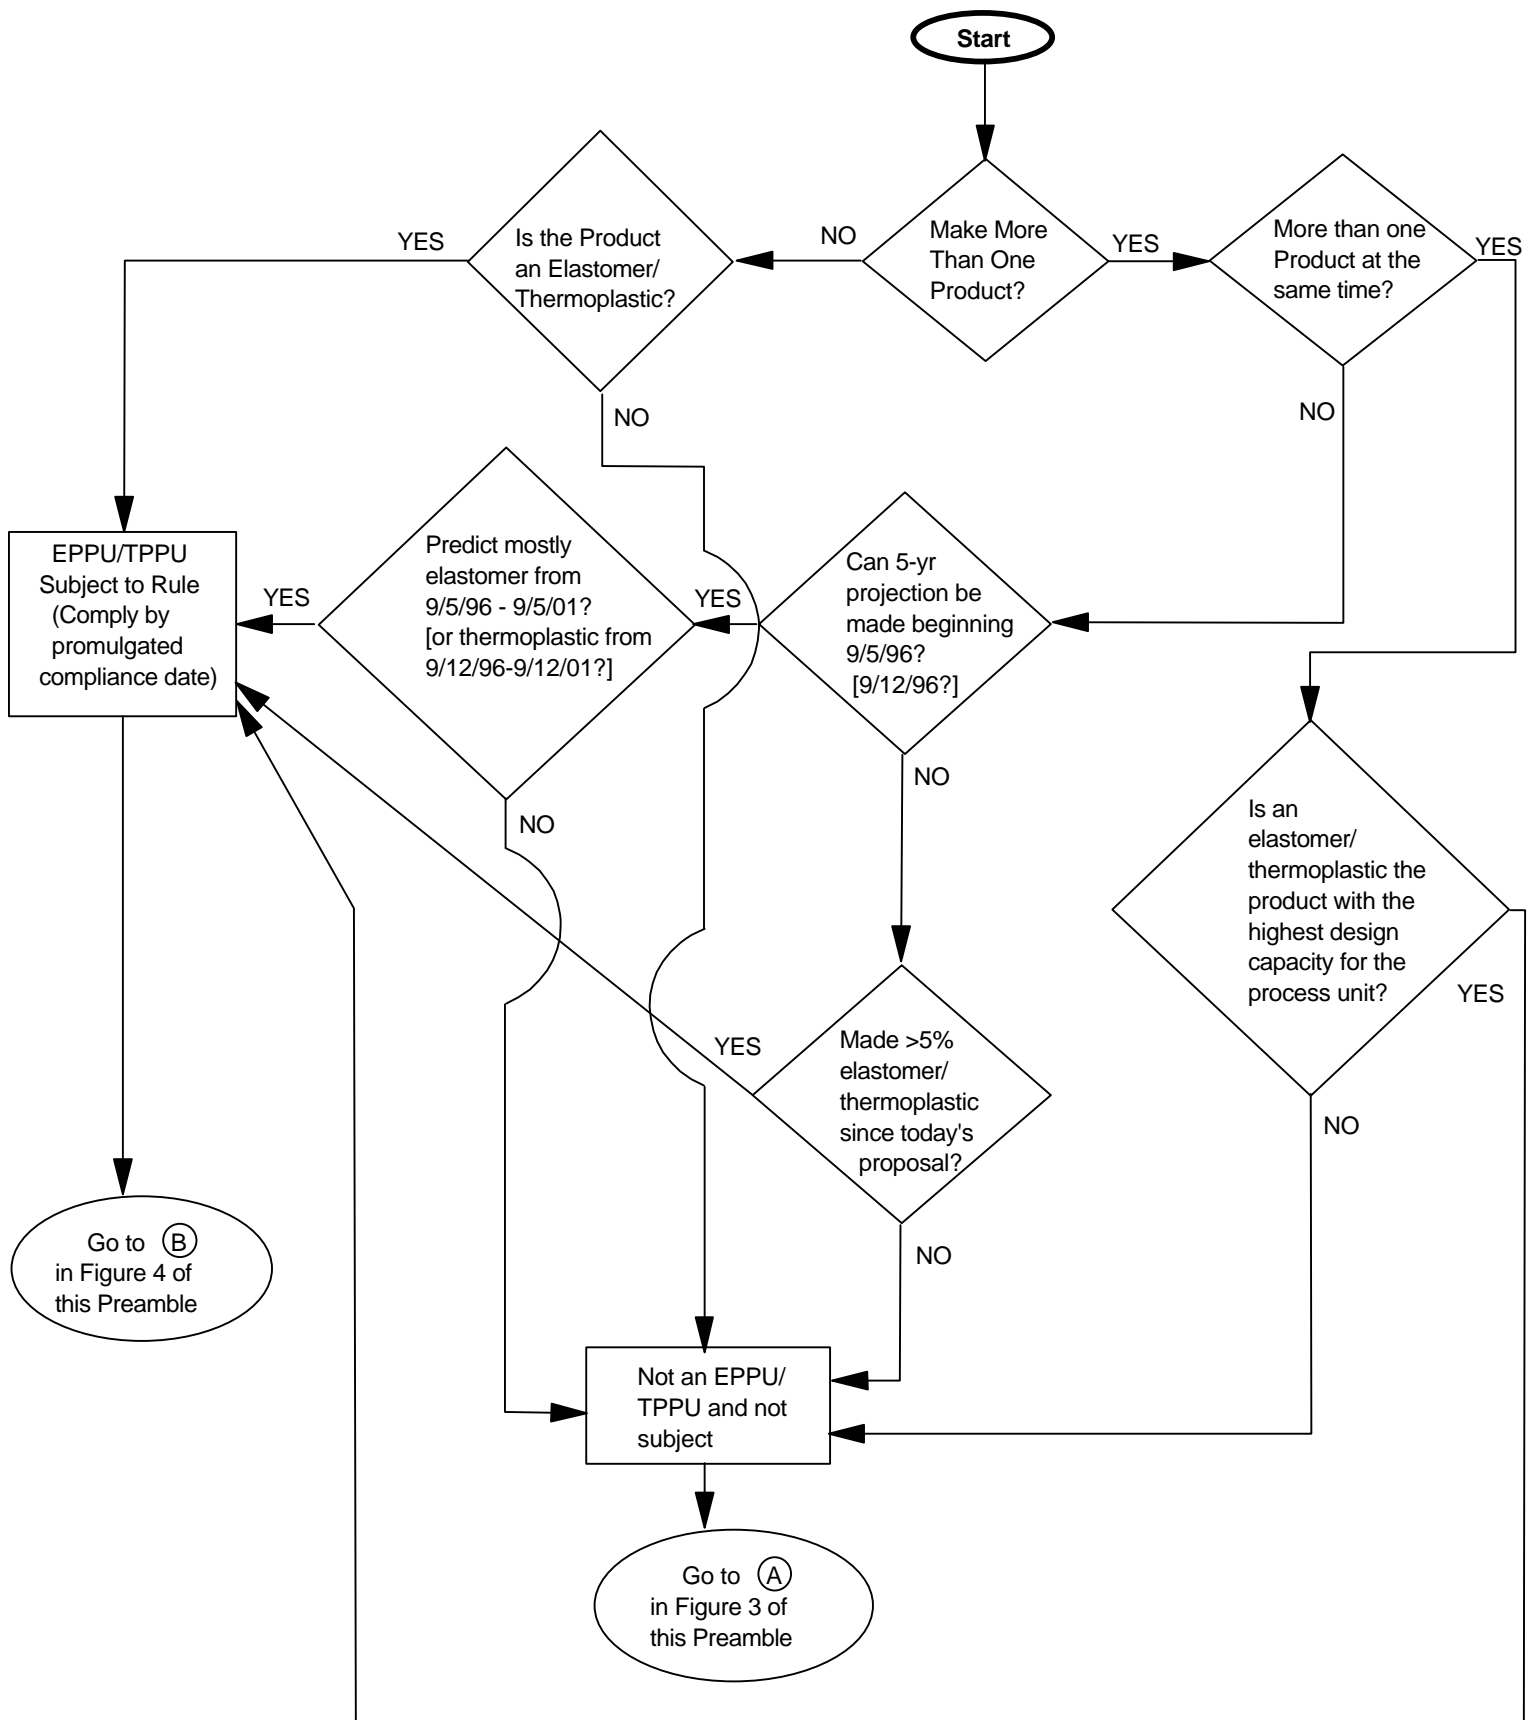 Start
Make More
Than One
Product?
NO
YES
Is the Product
an Elastomer/
Thermoplastic?
YES
NO
More than one
Product at the
same time?
YES
NO
EPPU/TPPU
Subject to Rule
(Comply by
promulgated
compliance date)
YES
Predict mostly
elastomer from
9/5/96 - 9/5/01?
[or thermoplastic from
9/12/96-9/12/01?]
YES
NO
Can 5-yr
projection be
made beginning
9/5/96?
[9/12/96?]
NO
Is an
elastomer/
thermoplastic the
product with the
highest design
capacity for the
process unit?
YES
NO
Made >5%
elastomer/
thermoplastic
since today's
proposal?
YES
NO
Go to B
in Figure 4 of
this Preamble
Not an EPPU/
TPPU and not
subject
Go to A
in Figure 3 of
this Preamble